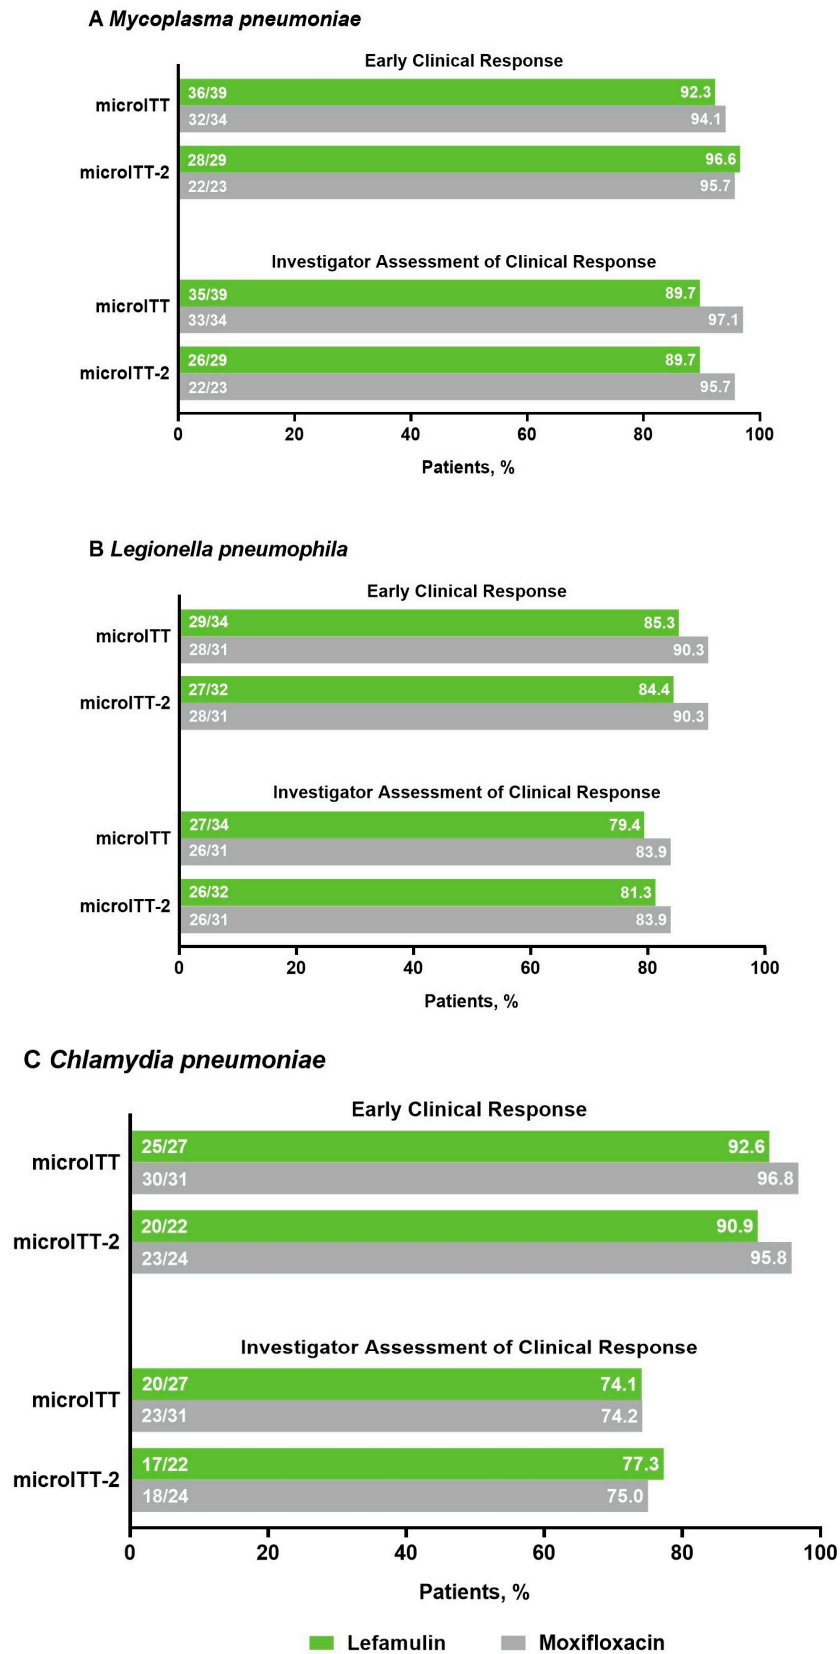 A Mycoplasma pneumoniae
Early Clinical Response
microITT
36/39 92.3
32/34 94.1
microITT-2
28/29 96.6
22/23 95.7
Investigator Assessment of Clinical Response
microITT
35/39 89.7
33/34 97.1
microITT-2
26/29 89.7
22/23 95.7
0 20 40 60 80 100
Patients, %
B Legionella pneumophila
Early Clinical Response
microITT
29/34 85.3
28/31 90.3
microITT-2
27/32 84.4
28/31 90.3
Investigator Assessment of Clinical Response
microITT
27/34 79.4
26/31 83.9
microITT-2
26/32 81.3
26/31 83.9
0 20 40 60 80 100
Patients, %
C Chlamydia pneumoniae
Early Clinical Response
microITT
25/27 92.6
30/31 96.8
microITT-2
20/22 90.9
23/24 95.8
Investigator Assessment of Clinical Response
microITT
20/27 74.1
23/31 74.2
microITT-2
17/22 77.3
18/24 75.0
0 20 40 60 80 100
Patients, %
Lefamulin Moxifloxacin